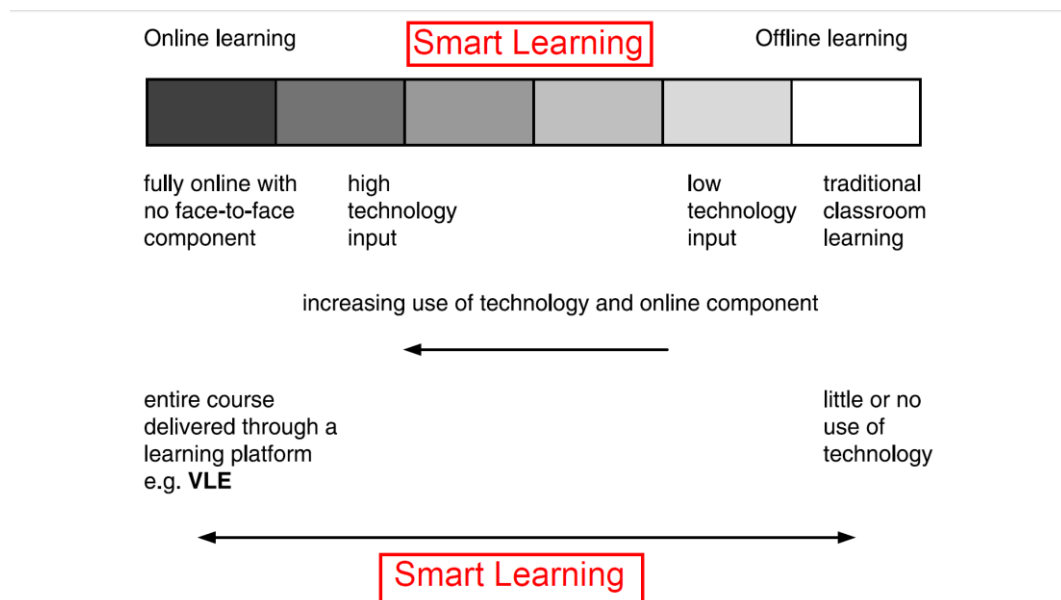 Online learning
Smart Learning
Offline learning
fully online with
no face-to-face
component
high
technology
input
low
technology
input
traditional
classroom
learning
increasing use of technology and online component
entire course
delivered through a
learning platform
e.g. VLE
little or no
use of
technology
Smart Learning